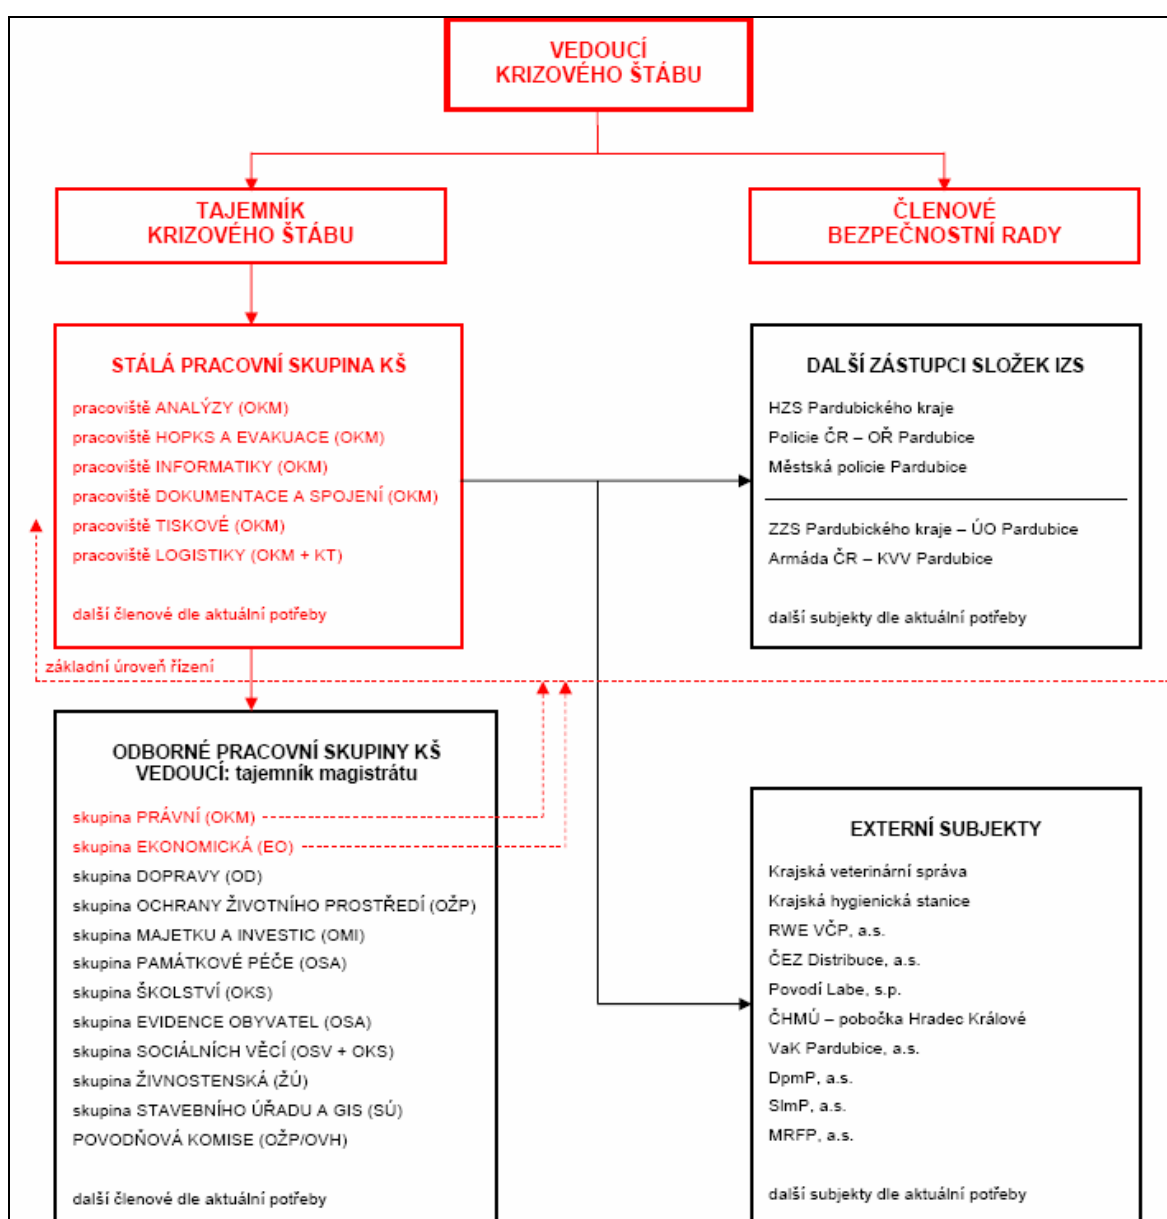 VEDOUCÍ
KRIZOVÉHO ŠTÁBU
TAJEMNÍK
KRIZOVÉHO ŠTÁBU
ČLENOVÉ
BEZPEČNOSTNÍ RADY
STÁLÁ PRACOVNÍ SKUPINA KŠ
pracoviště ANALÝZY (OKM)
pracoviště HOPKS A EVAKUACE (OKM)
pracoviště INFORMATIKY (OKM)
pracoviště DOKUMENTACE A SPOJENÍ (OKM)
pracoviště TISKOVÉ (OKM)
pracoviště LOGISTIKY (OKM + KT)
další členové dle aktuální potřeby
DALŠÍ ZÁSTUPCI SLOŽEK IZS
HZS Pardubického kraje
Policie ČR – OŘ Pardubice
Městská policie Pardubice
ZZS Pardubického kraje – ÚO Pardubice
Armáda ČR – KVV Pardubice
další subjekty dle aktuální potřeby
základní úroveň řízení
ODBORNÉ PRACOVNÍ SKUPINY KŠ
VEDOUCÍ: tajemník magistrátu
skupina PRÁVNÍ (OKM)
skupina EKONOMICKÁ (EO)
skupina DOPRAVY (OD)
skupina OCHRANY ŽIVOTNÍHO PROSTŘEDÍ (OŽP)
skupina MAJETKU A INVESTIC (OMI)
skupina PAMÁTKOVÉ PÉČE (OSA)
skupina ŠKOLSTVÍ (OKS)
skupina EVIDENCE OBYVATEL (OSA)
skupina SOCIÁLNÍCH VĚCÍ (OSV + OKS)
skupina ŽIVNOSTENSKÁ (ŽÚ)
skupina STAVEBNÍHO ÚŘADU A GIS (SÚ)
POVODŇOVÁ KOMISE (OŽP/OVH)
další členové dle aktuální potřeby
EXTERNÍ SUBJEKTY
Krajská veterinární správa
Krajská hygienická stanice
RWE VČP, a.s.
ČEZ Distribuce, a.s.
Povodí Labe, s.p.
ČHMÚ – pobočka Hradec Králové
VaK Pardubice, a.s.
DpmP, a.s.
SlmP, a.s.
MRFP, a.s.
další subjekty dle aktuální potřeby